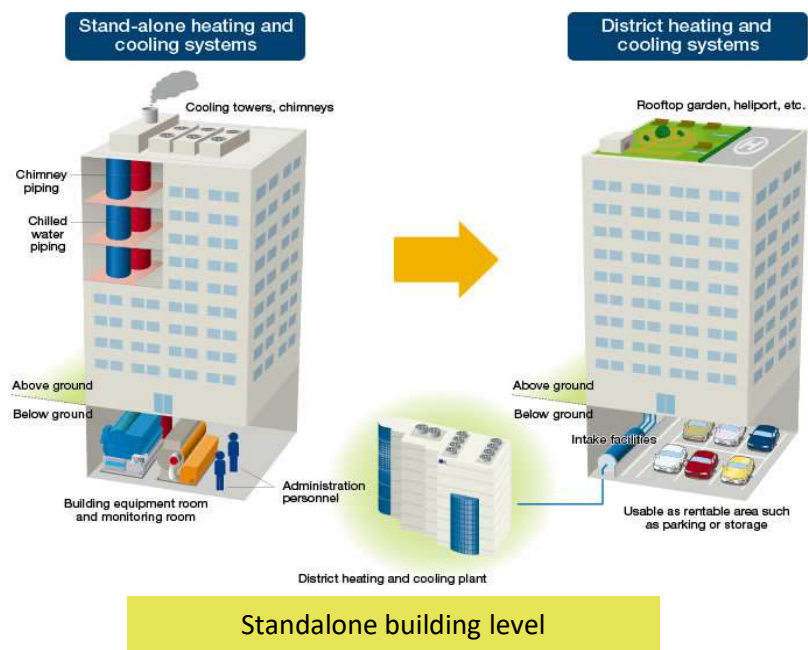 Stand-alone heating and
cooling systems
District heating and
cooling systems
Cooling towers, chimneys
Rooftop garden, heliport, etc.
Chimney
piping
Chilled
water
piping
Above ground
Below ground
Above ground
Below ground
Intake facilities
Administration
personnel
Building equipment room
and monitoring room
Usable as rentable area such
as parking or storage
District heating and cooling plant
H
Standalone building level